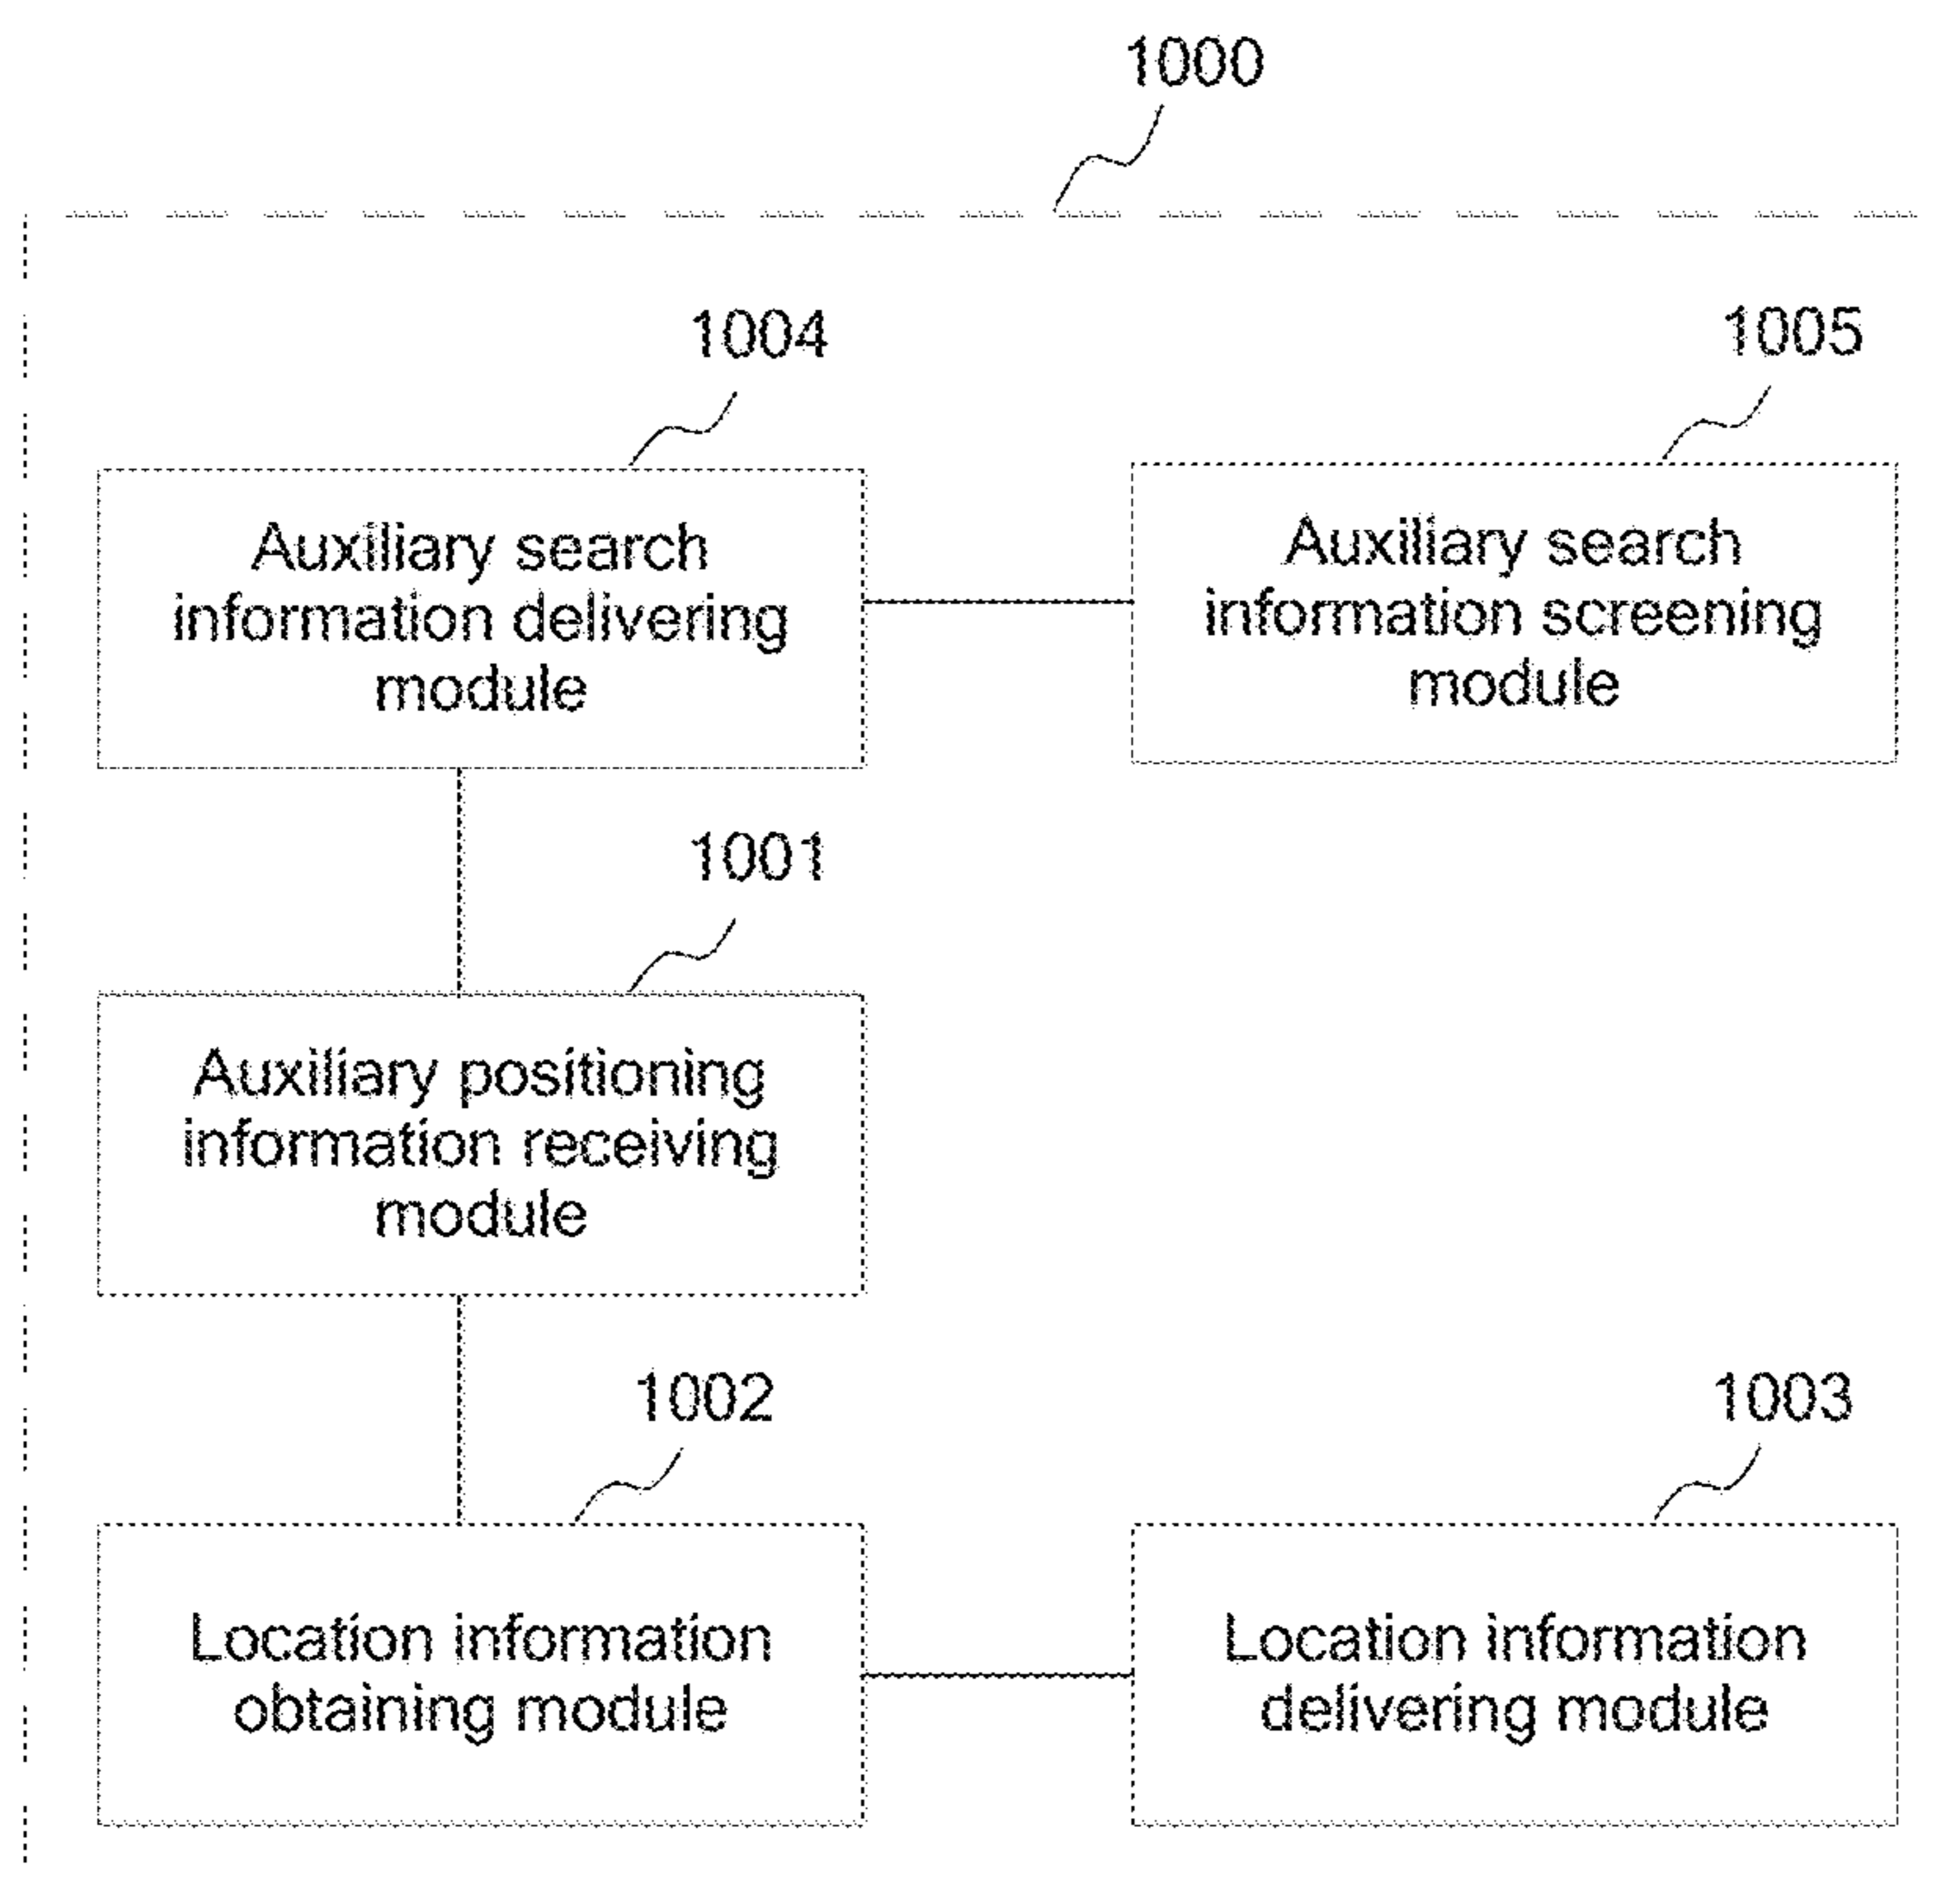 1000
1004
Auxiliary search
information delivering
module
1005
Auxiliary search
information screening
module
1001
Auxiliary positioning
information receiving
module
1002
Location information
obtaining module
1003
Location information
delivering module